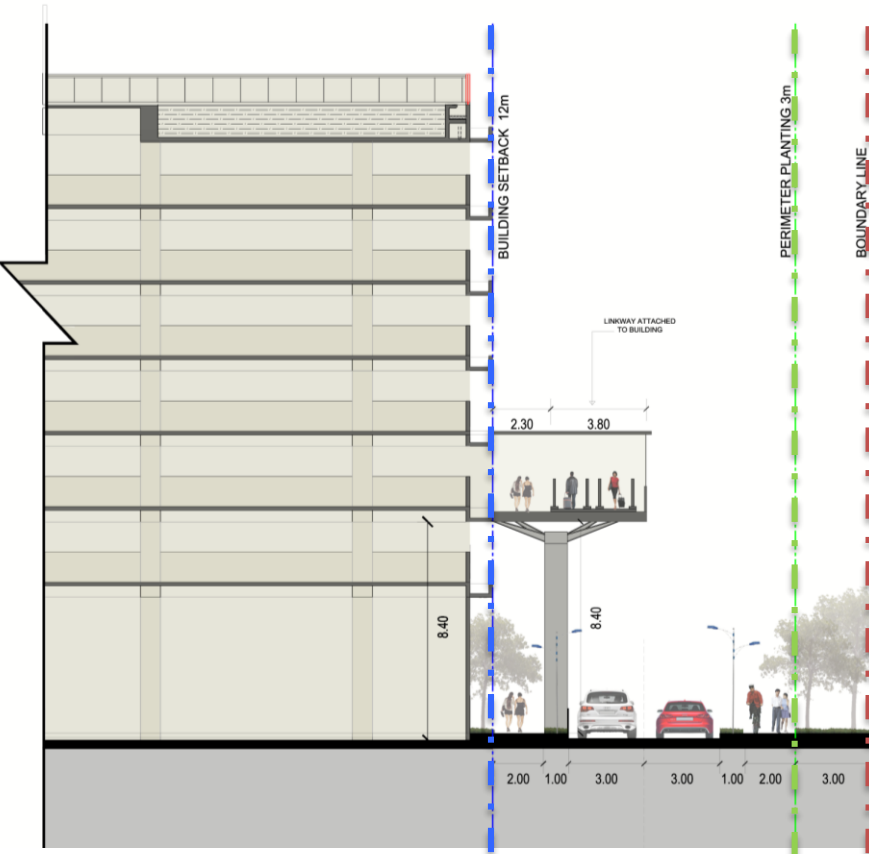 BUILDING SETBACK 12m
PERIMETER PLANTING 3m
BOUNDARY LINE
LINKWAY ATTACHED
TO BUILDING
2.30 3.80
8.40
8.40
2.00 1.00 3.00 3.00 1.00 2.00 3.00